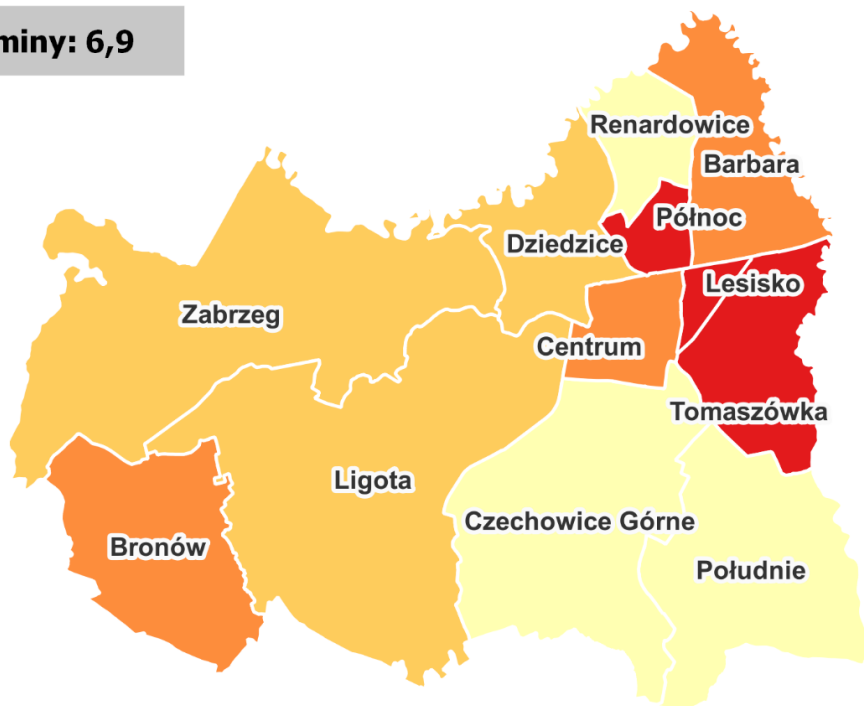 miny: 6,9
Renardowice
Barbara
Północ
Dziedzice
Lesisko
Zabrzeg
Centrum
Tomaszówka
Ligota
Czechowice Górne
Bronów
Południe